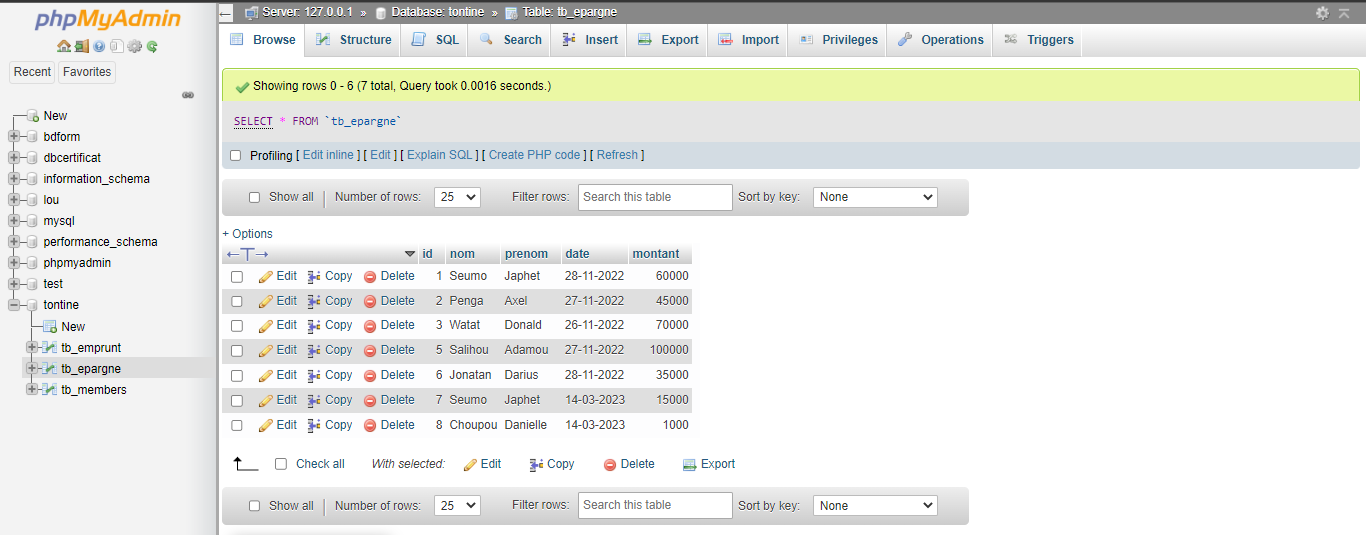 phpMyAdmin
Recent Favorites
New
bdform
dbcertificat
information_schema
lou
mysql
performance_schema
phpmyadmin
test
tontine
New
tb_emprunt
tb_epargne
tb_members
Server: 127.0.0.1 » Database: tontine » Table: tb_epargne
Browse Structure SQL Search Insert Export Import Privileges Operations Triggers
Showing rows 0 - 6 (7 total, Query took 0.0016 seconds.)
SELECT * FROM `tb_epargne`
Profiling [ Edit inline ] [ Edit ] [ Explain SQL ] [ Create PHP code ] [ Refresh ]
Show all | Number of rows: 25 Filter rows: Search this table Sort by key: None
+ Options
←T→ id nom prenom date montant
Edit Copy Delete 1 Seumo Japhet 28-11-2022 60000
Edit Copy Delete 2 Penga Axel 27-11-2022 45000
Edit Copy Delete 3 Watat Donald 26-11-2022 70000
Edit Copy Delete 5 Salihou Adamou 27-11-2022 100000
Edit Copy Delete 6 Jonatan Darius 28-11-2022 35000
Edit Copy Delete 7 Seumo Japhet 14-03-2023 15000
Edit Copy Delete 8 Choupou Danielle 14-03-2023 1000
Check all With selected: Edit Copy Delete Export
Show all | Number of rows: 25 Filter rows: Search this table Sort by key: None